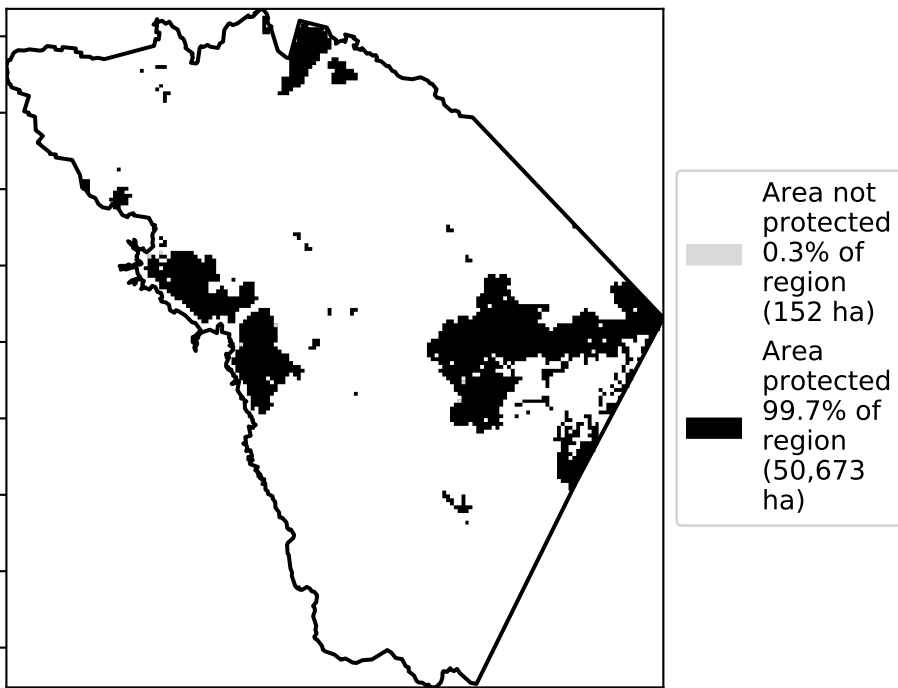 Area not
protected
0.3% of
region
(152 ha)
Area
protected
99.7% of
region
(50,673
ha)